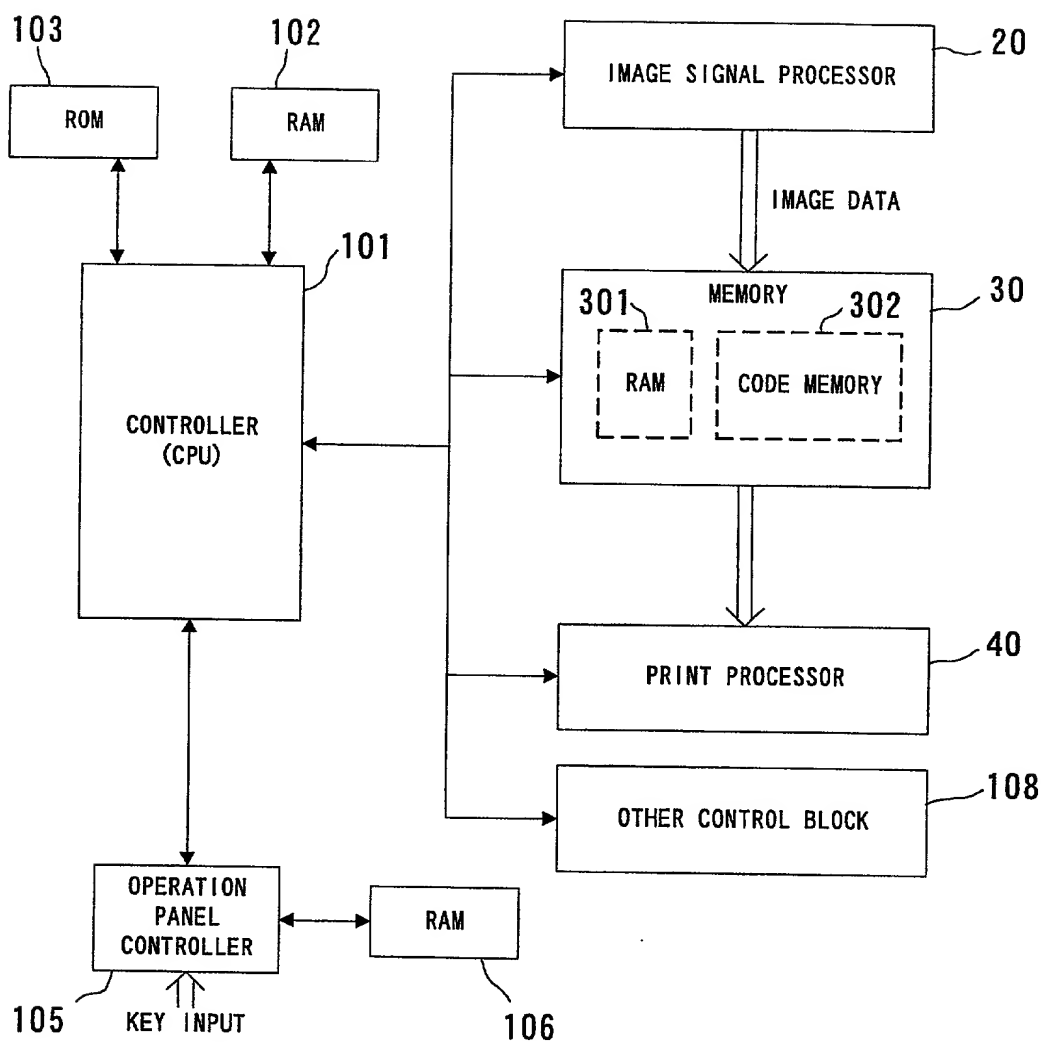 103
102
20
ROM
RAM
IMAGE SIGNAL PROCESSOR
IMAGE DATA
101
MEMORY
30
301
302
RAM
CODE MEMORY
CONTROLLER
(CPU)
40
PRINT PROCESSOR
108
OTHER CONTROL BLOCK
OPERATION
PANEL
CONTROLLER
RAM
105
KEY INPUT
106